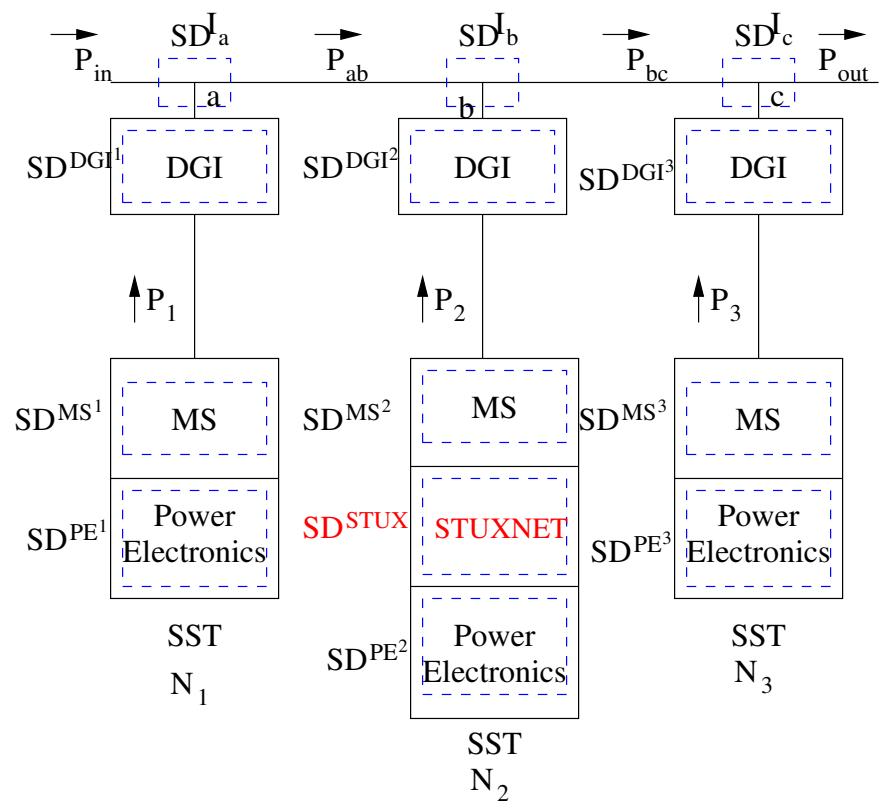 SD I_a SD I_b SD I_c
P_in P_ab P_bc P_out
a b c
SD^DGI^1 DGI SD^DGI^2 DGI SD^DGI^3 DGI
P_1 P_2 P_3
SD^MS^1 MS SD^MS^2 MS SD^MS^3 MS
SD^PE^1 Power
Electronics
SD^STUX STUXNET
SD^PE^3 Power
Electronics
SST
N_1
SD^PE^2 Power
Electronics
SST
N_3
SST
N_2